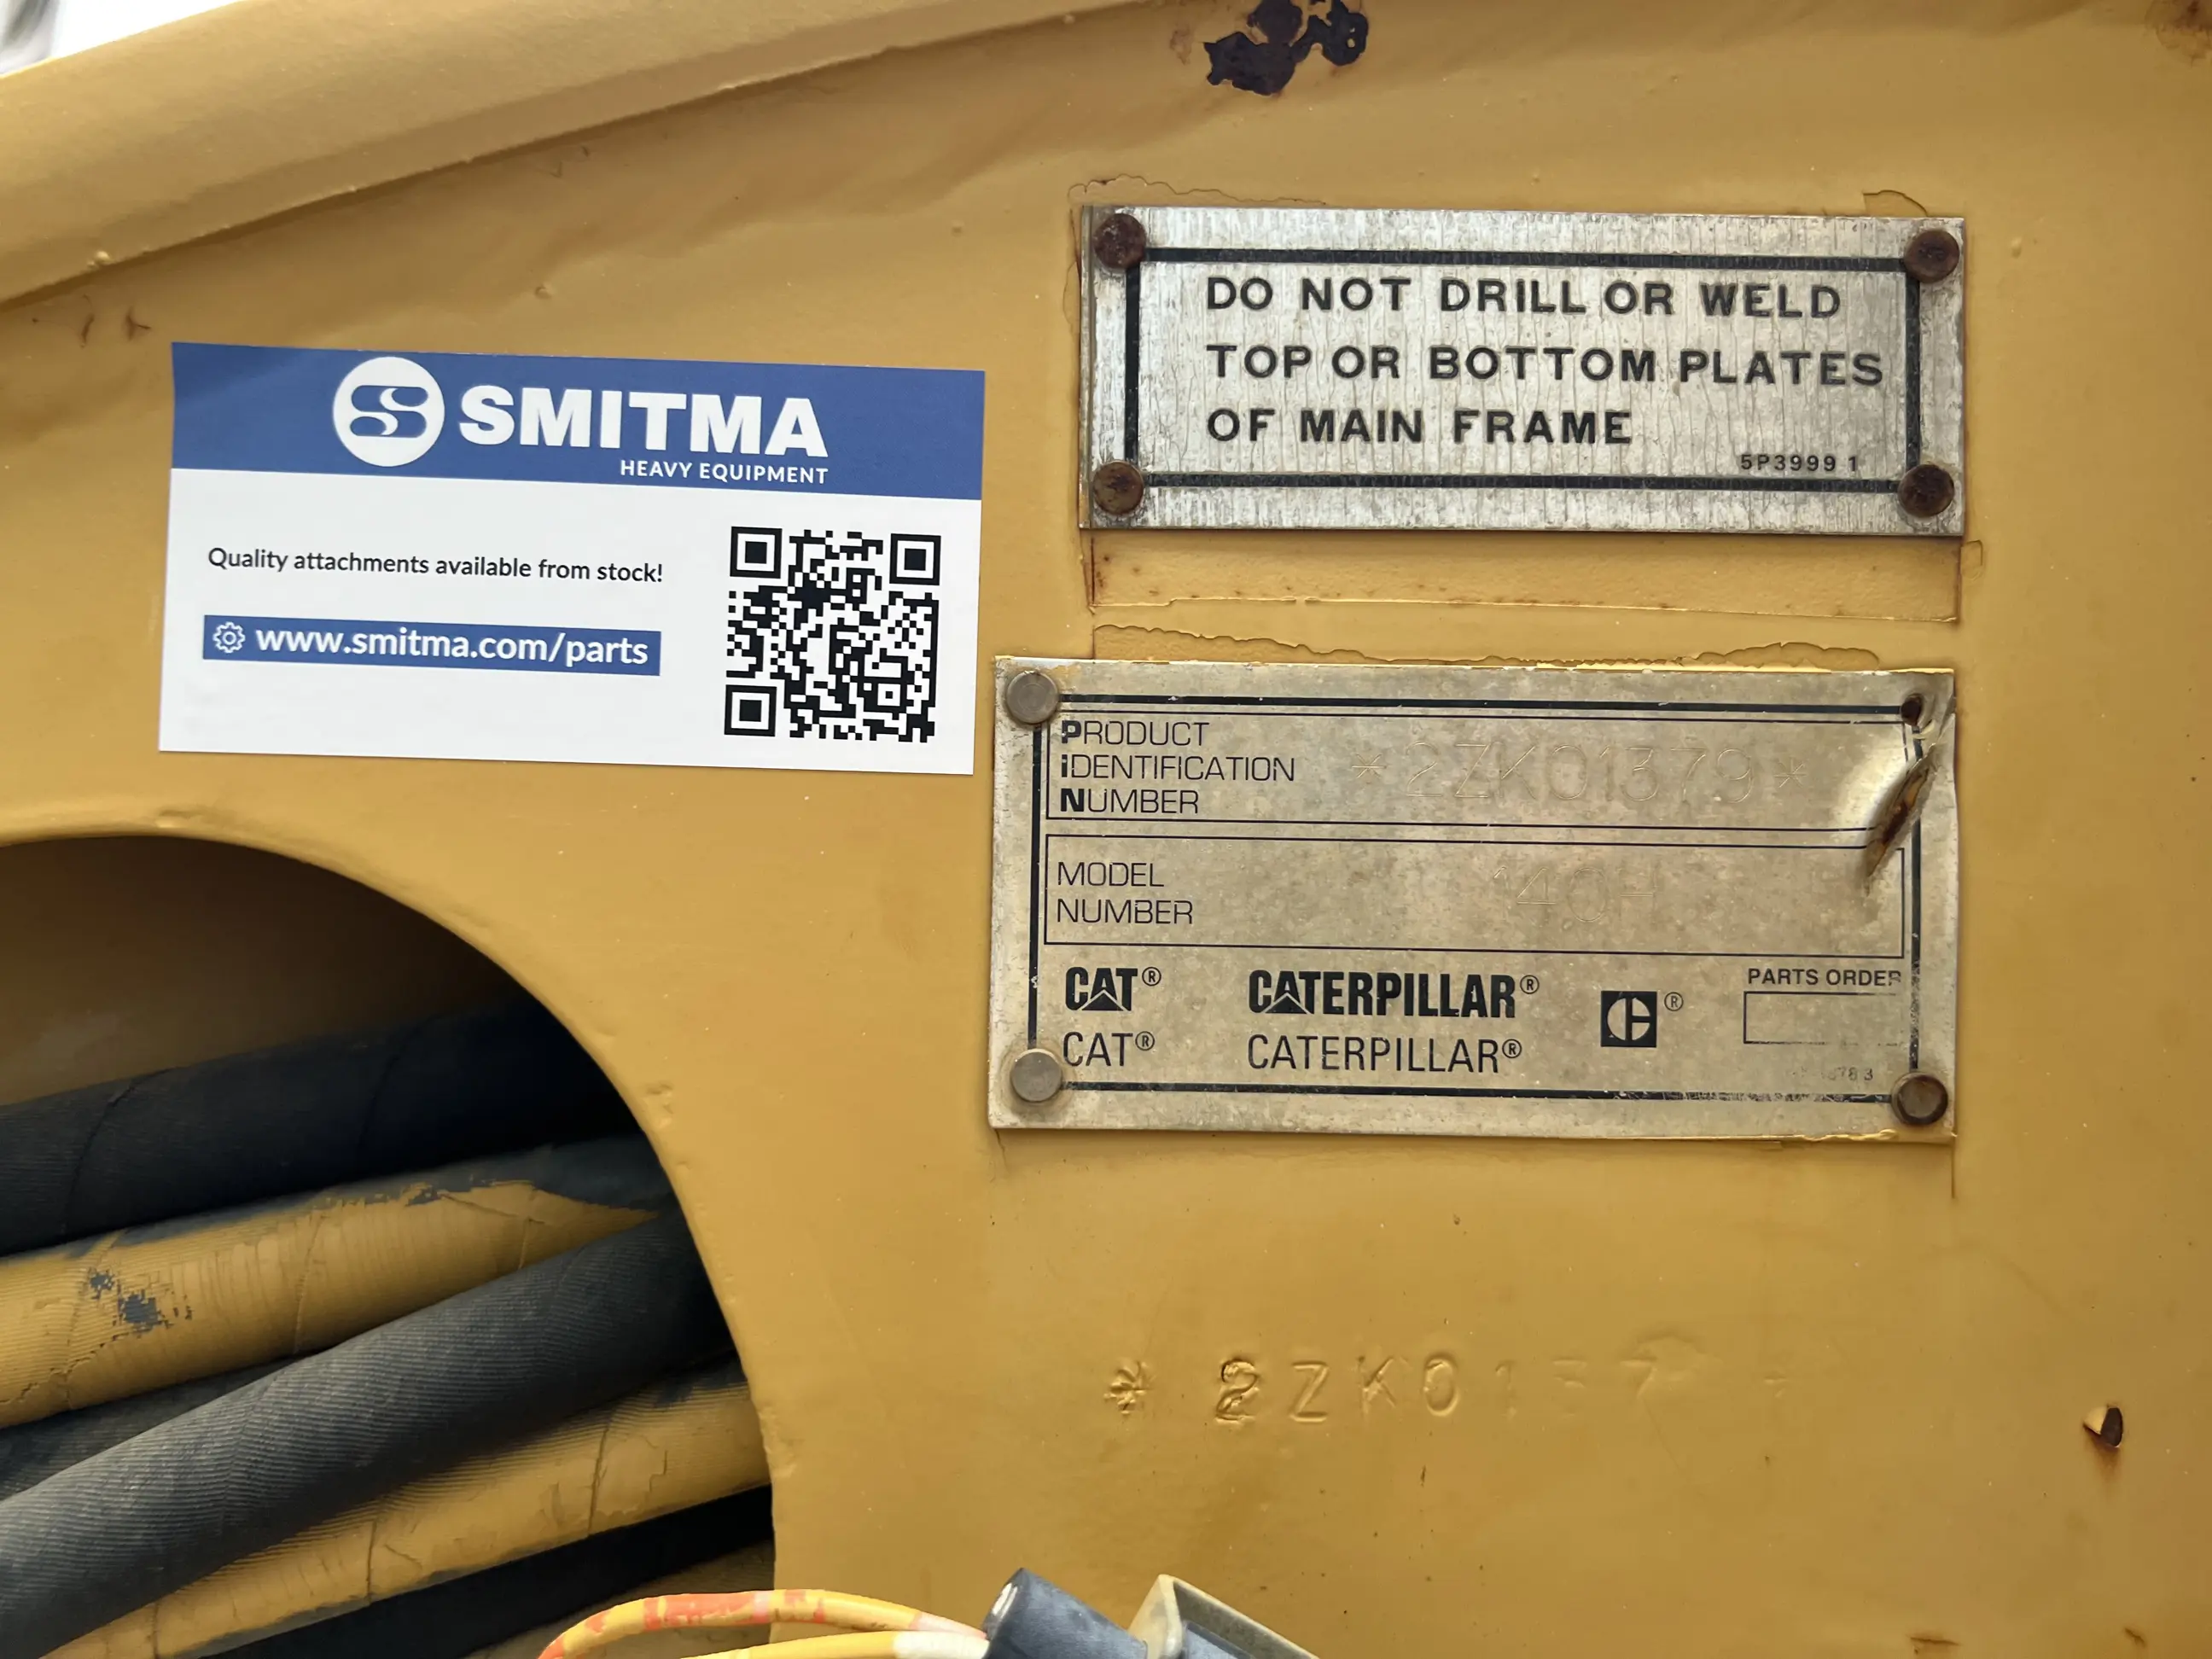 SMITMA
HEAVY EQUIPMENT
Quality attachments available from stock!
www.smitma.com/parts
DO NOT DRILL OR WELD
TOP OR BOTTOM PLATES
OF MAIN FRAME
5P3999 1
PRODUCT
IDENTIFICATION
NUMBER
*2ZK01379*
MODEL
NUMBER
140H
CAT® CATERPILLAR® ® PARTS ORDER
CAT® CATERPILLAR®
* 2ZK0